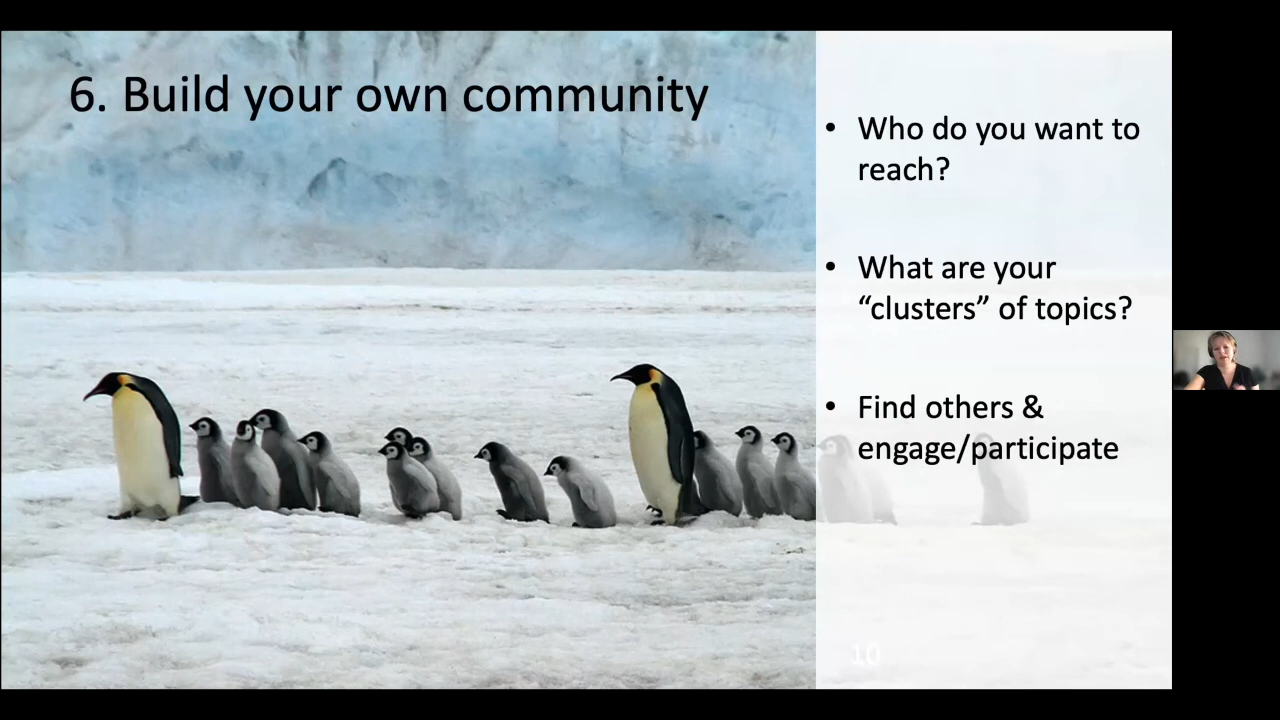 6. Build your own community
• Who do you want to
reach?
• What are your
“clusters” of topics?
• Find others &
engage/participate
10